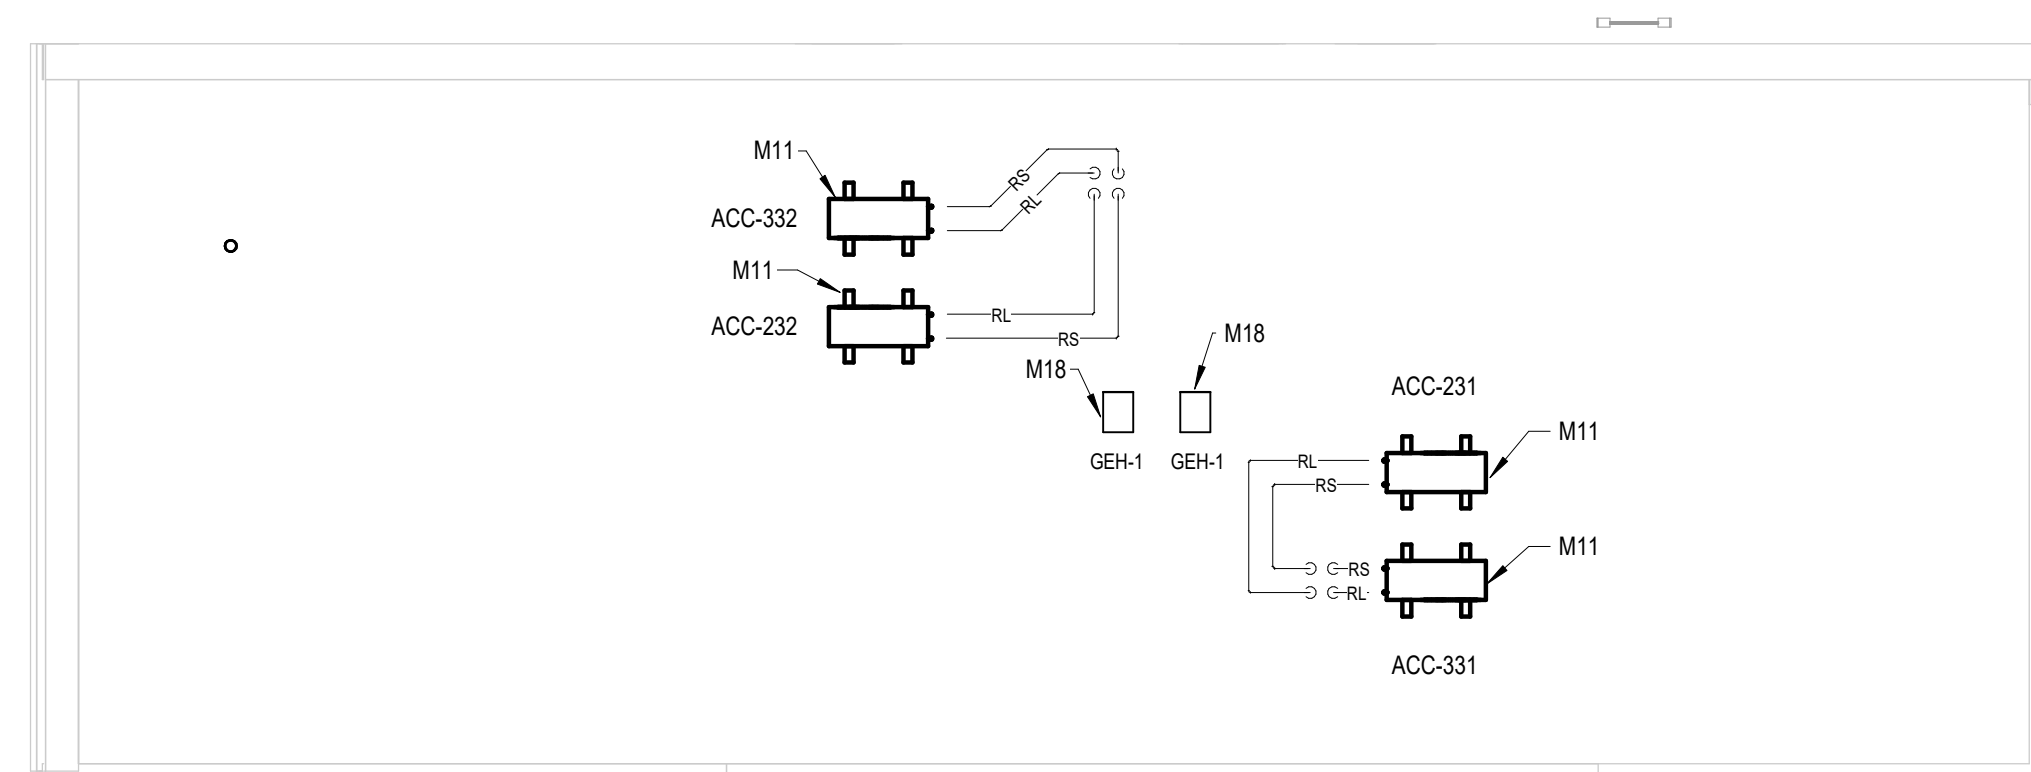 M11
RS
ACC-332
RL
M11
ACC-232
RL
RS
M18
M18
GEH-1
GEH-1
ACC-231
M11
RL
RS
M11
RS
RL
ACC-331